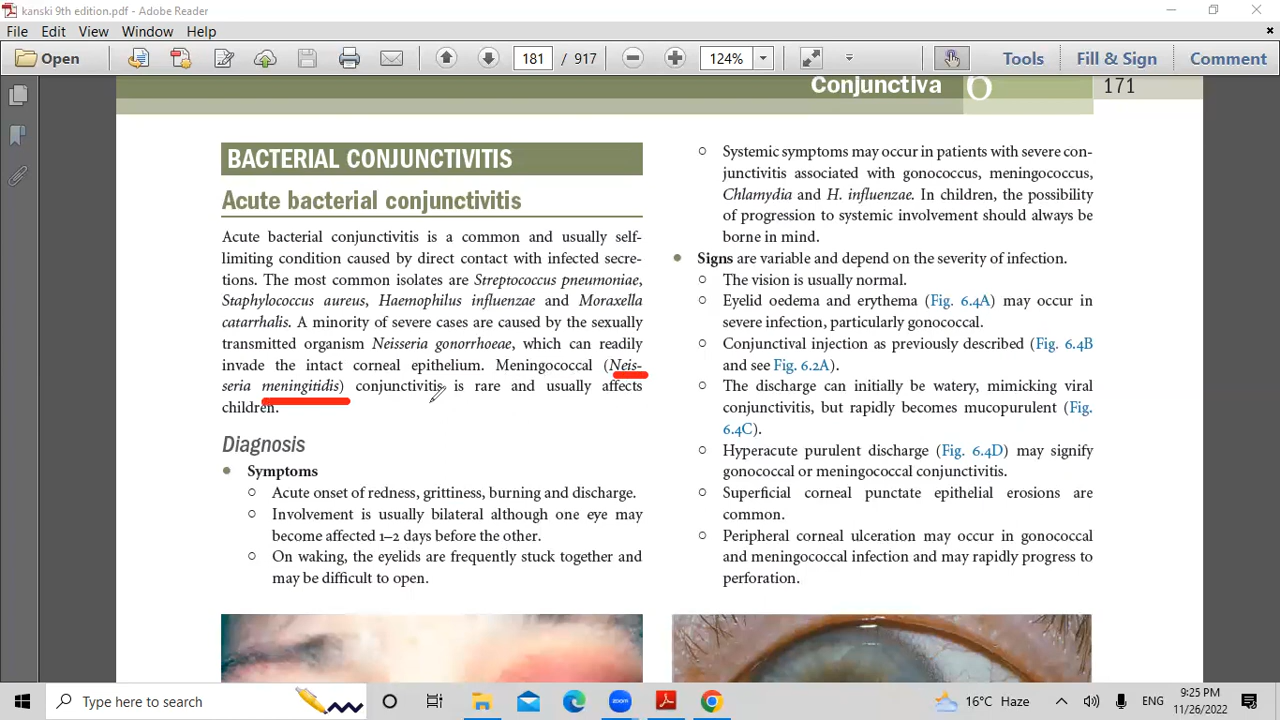 kanski 9th edition.pdf - Adobe Reader
File Edit View Window Help
Open
181 / 917
124%
Tools Fill & Sign Comment
Conjunctiva 6 171
BACTERIAL CONJUNCTIVITIS
Acute bacterial conjunctivitis
Acute bacterial conjunctivitis is a common and usually self-
limiting condition caused by direct contact with infected secre-
tions. The most common isolates are Streptococcus pneumoniae,
Staphylococcus aureus, Haemophilus influenzae and Moraxella
catarrhalis. A minority of severe cases are caused by the sexually
transmitted organism Neisseria gonorrhoeae, which can readily
invade the intact corneal epithelium. Meningococcal (Neis-
seria meningitidis) conjunctivitis is rare and usually affects
children.
Diagnosis
• Symptoms
○ Acute onset of redness, grittiness, burning and discharge.
○ Involvement is usually bilateral although one eye may
become affected 1–2 days before the other.
○ On waking, the eyelids are frequently stuck together and
may be difficult to open.
○ Systemic symptoms may occur in patients with severe con-
junctivitis associated with gonococcus, meningococcus,
Chlamydia and H. influenzae. In children, the possibility
of progression to systemic involvement should always be
borne in mind.
• Signs are variable and depend on the severity of infection.
○ The vision is usually normal.
○ Eyelid oedema and erythema (Fig. 6.4A) may occur in
severe infection, particularly gonococcal.
○ Conjunctival injection as previously described (Fig. 6.4B
and see Fig. 6.2A).
○ The discharge can initially be watery, mimicking viral
conjunctivitis, but rapidly becomes mucopurulent (Fig.
6.4C).
○ Hyperacute purulent discharge (Fig. 6.4D) may signify
gonococcal or meningococcal conjunctivitis.
○ Superficial corneal punctate epithelial erosions are
common.
○ Peripheral corneal ulceration may occur in gonococcal
and meningococcal infection and may rapidly progress to
perforation.
Type here to search
zoom
16°C Haze
ENG
9:25 PM
11/26/2022